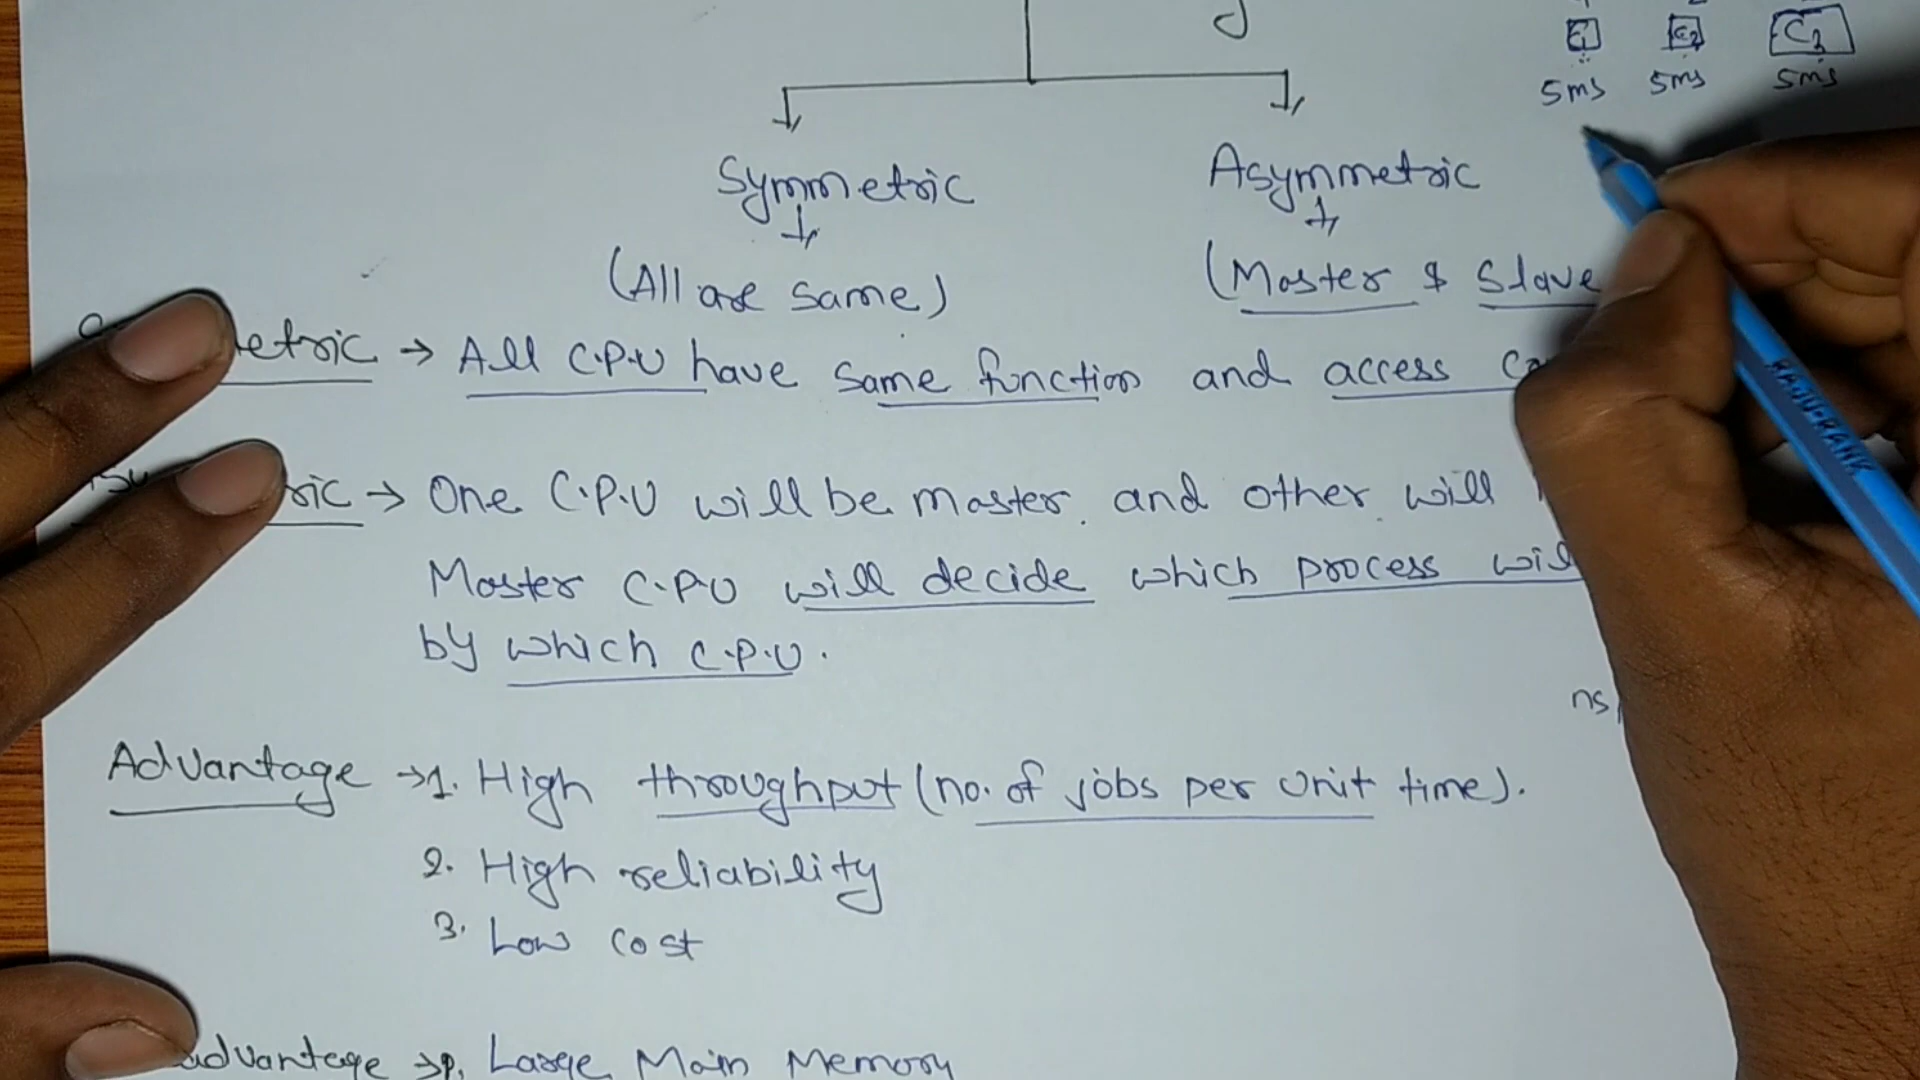 C1 C2 C3
5ms 5ms 5ms
Symmetric Asymmetric
(All are same) (Master & Slave
etric → All C.P.U have same function and access
ric → One C.P.U will be master. and other will
Master C.P.U will decide which process will
by which C.P.U.
ns
Advantage → 1. High throughput (no. of jobs per unit time).
2. High reliability
3. Low cost
advantage → Large Main Memory